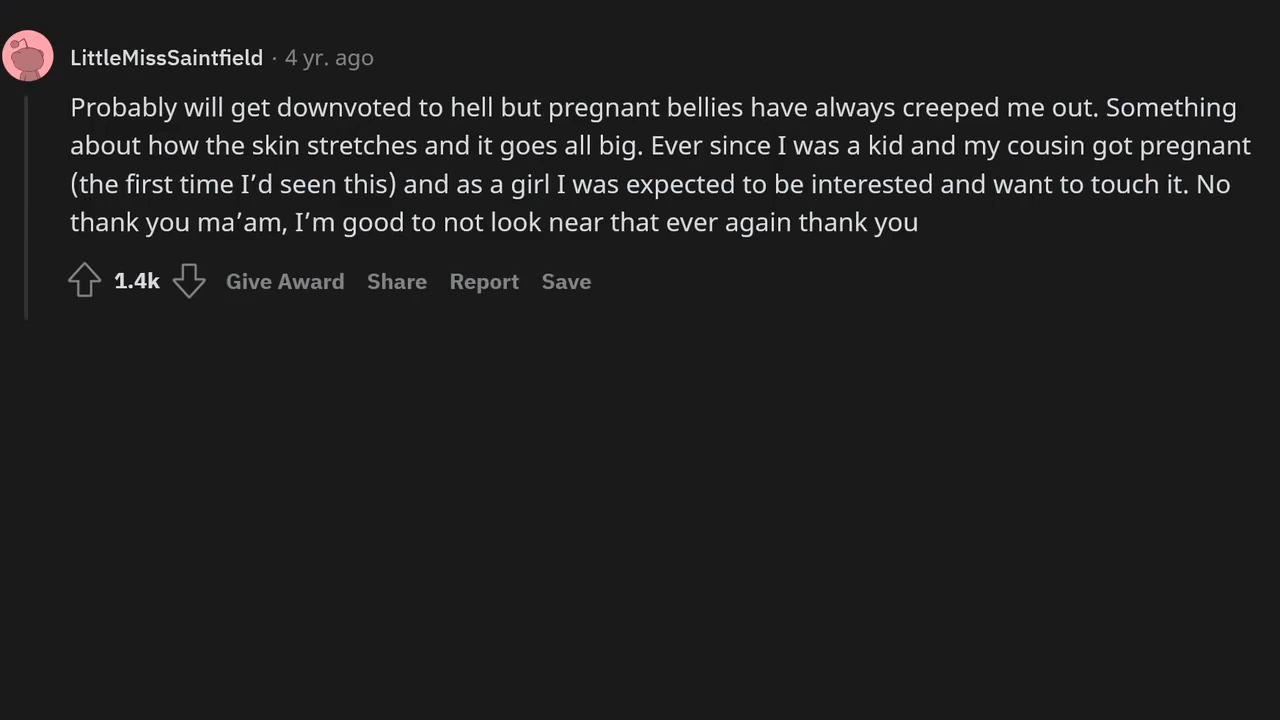 LittleMissSaintfield · 4 yr. ago
Probably will get downvoted to hell but pregnant bellies have always creeped me out. Something
about how the skin stretches and it goes all big. Ever since I was a kid and my cousin got pregnant
(the first time I’d seen this) and as a girl I was expected to be interested and want to touch it. No
thank you ma’am, I’m good to not look near that ever again thank you
1.4k Give Award Share Report Save